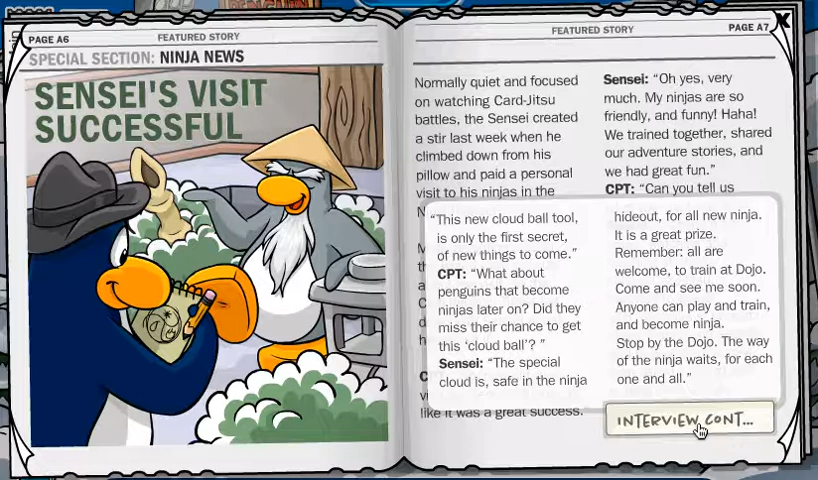 PAGE A6
FEATURED STORY
SPECIAL SECTION: NINJA NEWS
SENSEI'S VISIT
SUCCESSFUL
FEATURED STORY
PAGE A7
X
Normally quiet and focused
on watching Card-Jitsu
battles, the Sensei created
a stir last week when he
climbed down from his
pillow and paid a personal
visit to his ninjas in the
like it was a great success.
Sensei: “Oh yes, very
much. My ninjas are so
friendly, and funny! Haha!
We trained together, shared
our adventure stories, and
we had great fun.”
CPT: “Can you tell us
“This new cloud ball tool,
is only the first secret,
of new things to come.”
CPT: “What about
penguins that become
ninjas later on? Did they
miss their chance to get
this ‘cloud ball’? ”
Sensei: “The special
cloud is, safe in the ninja
hideout, for all new ninja.
It is a great prize.
Remember: all are
welcome, to train at Dojo.
Come and see me soon.
Anyone can play and train,
and become ninja.
Stop by the Dojo. The way
of the ninja waits, for each
one and all.”
INTERVIEW CONT...